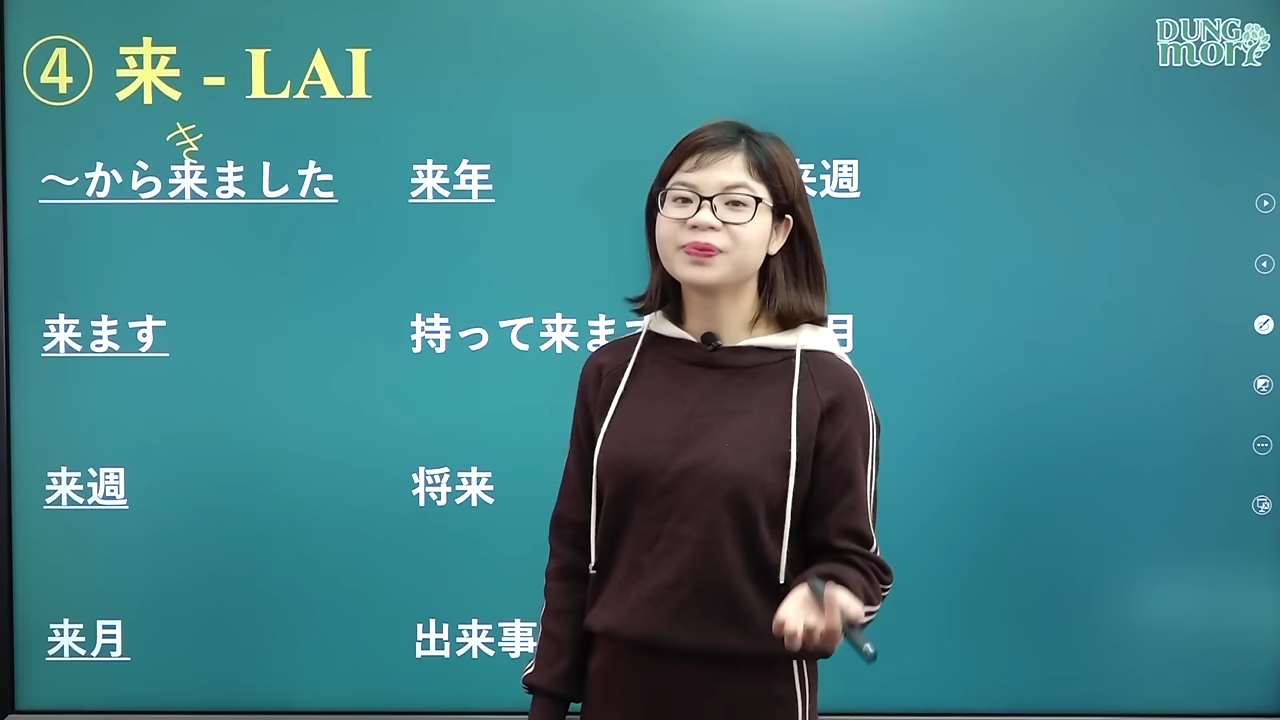 ④ 来 - LAI
DUNG
mori
き
～から来ました
来年
来週
来ます
持って来ます
月
来週
将来
来月
出来事